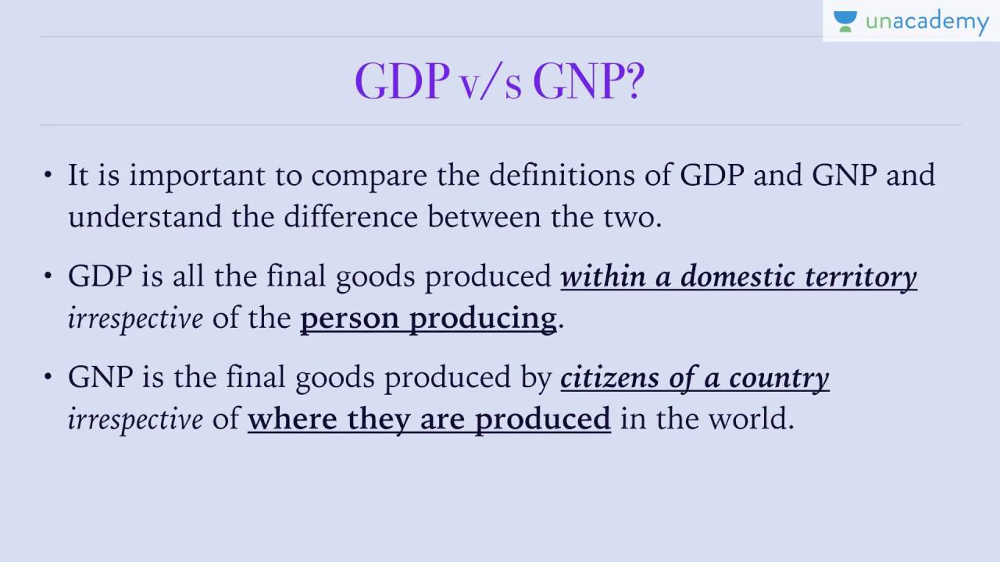 unacademy
GDP v/s GNP?
• It is important to compare the definitions of GDP and GNP and
understand the difference between the two.
• GDP is all the final goods produced within a domestic territory
irrespective of the person producing.
• GNP is the final goods produced by citizens of a country
irrespective of where they are produced in the world.